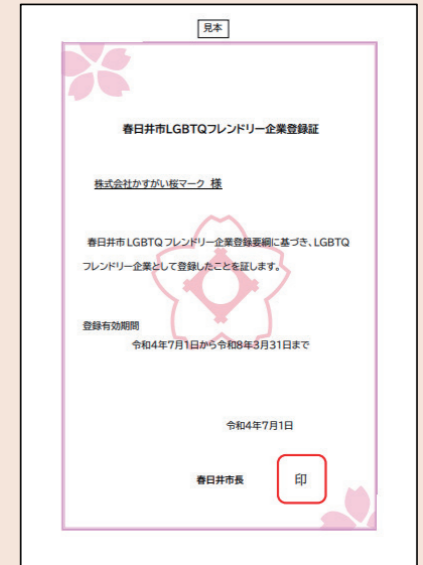 見本
春日井市LGBTQフレンドリー企業登録証
株式会社かすがい桜マーク 様
春日井市LGBTQフレンドリー企業登録要綱に基づき、LGBTQ
フレンドリー企業として登録したことを証します。
登録有効期間
令和4年7月1日から令和8年3月31日まで
令和4年7月1日
春日井市長 印